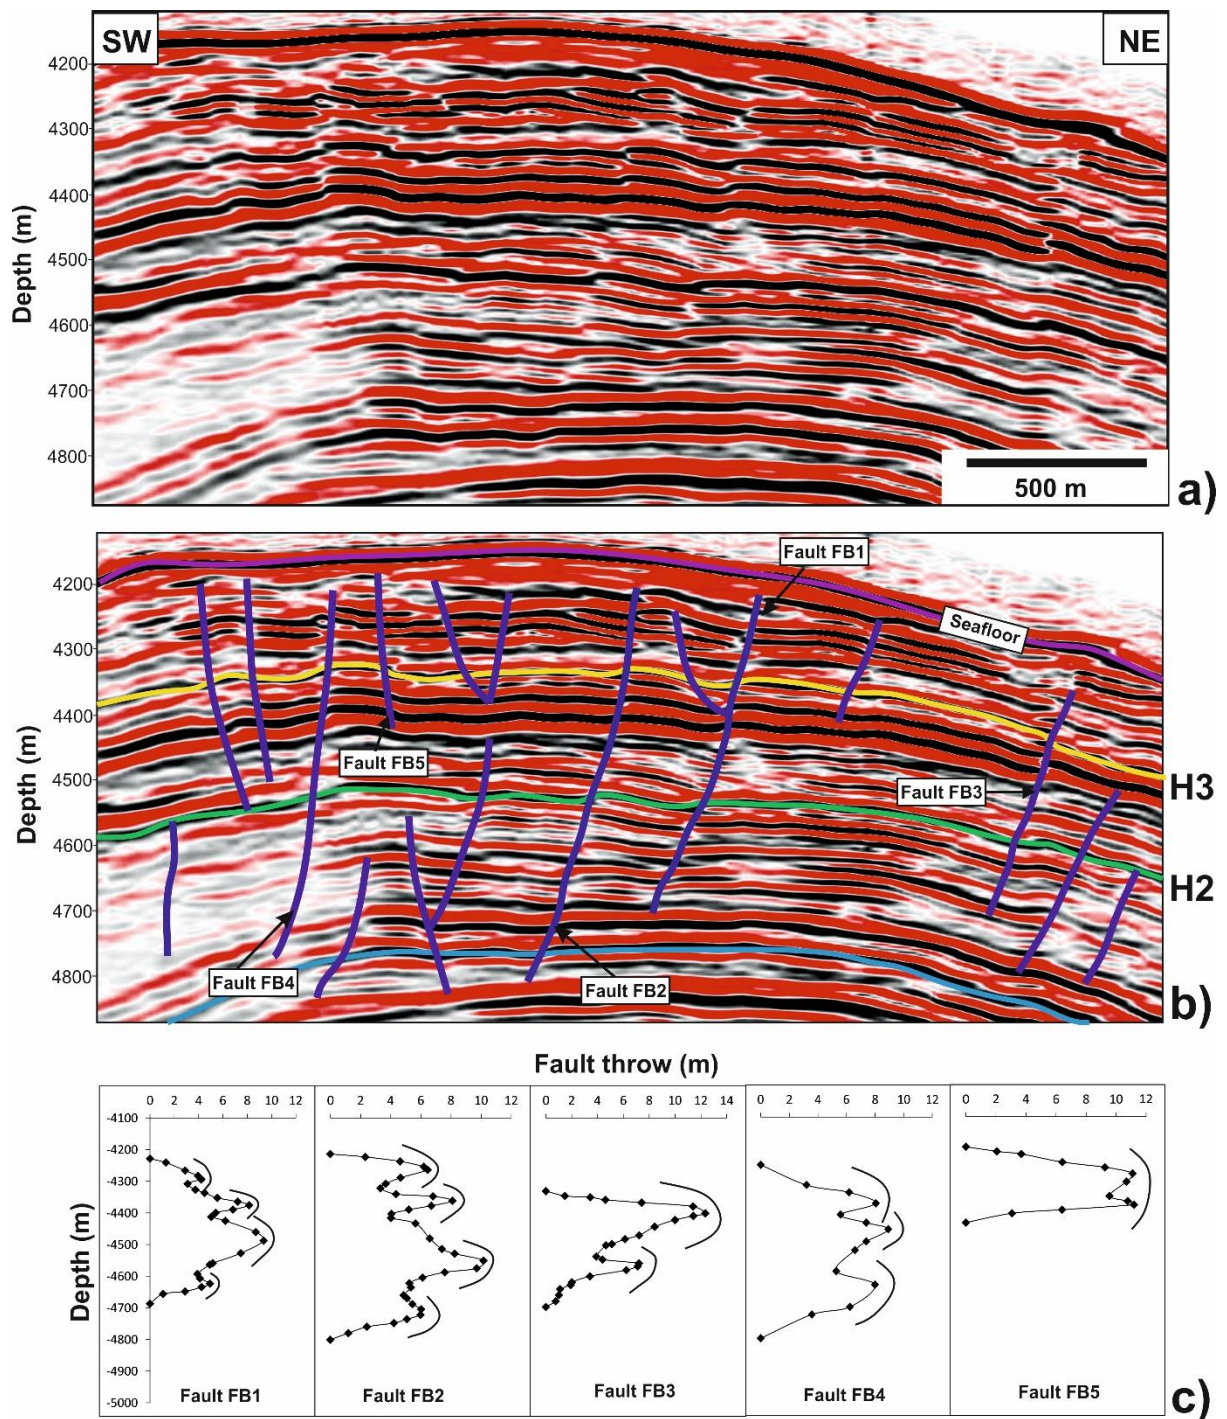 SW
NE
4200
4300
4400
4500
4600
4700
4800
Depth (m)
500 m
a)
Fault FB1
4200
Seafloor
4300
4400
Fault FB5
4500
Fault FB3
H3
Depth (m)
4600
H2
4700
4800
Fault FB4
Fault FB2
b)
Fault throw (m)
0 2 4 6 8 10 12
0 2 4 6 8 10 12
0 2 4 6 8 10 12 14
0 2 4 6 8 10 12
0 2 4 6 8 10 12
-4100
-4200
-4300
-4400
-4500
-4600
-4700
-4800
-4900
-5000
Depth (m)
Fault FB1
Fault FB2
Fault FB3
Fault FB4
Fault FB5
c)